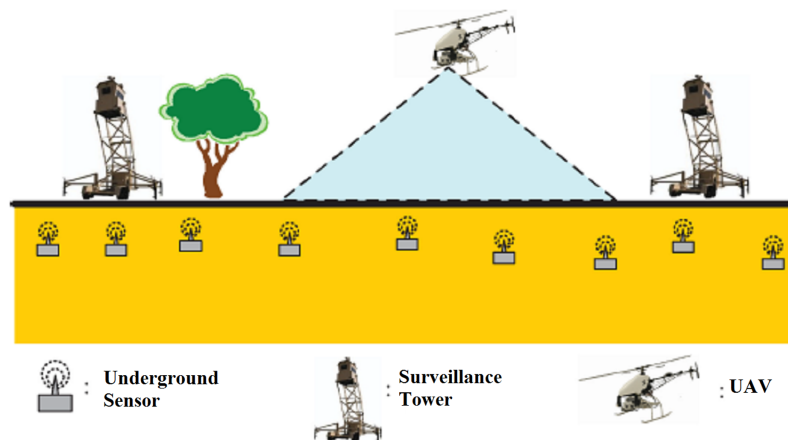 : Underground
Sensor
: Surveillance
Tower
: UAV